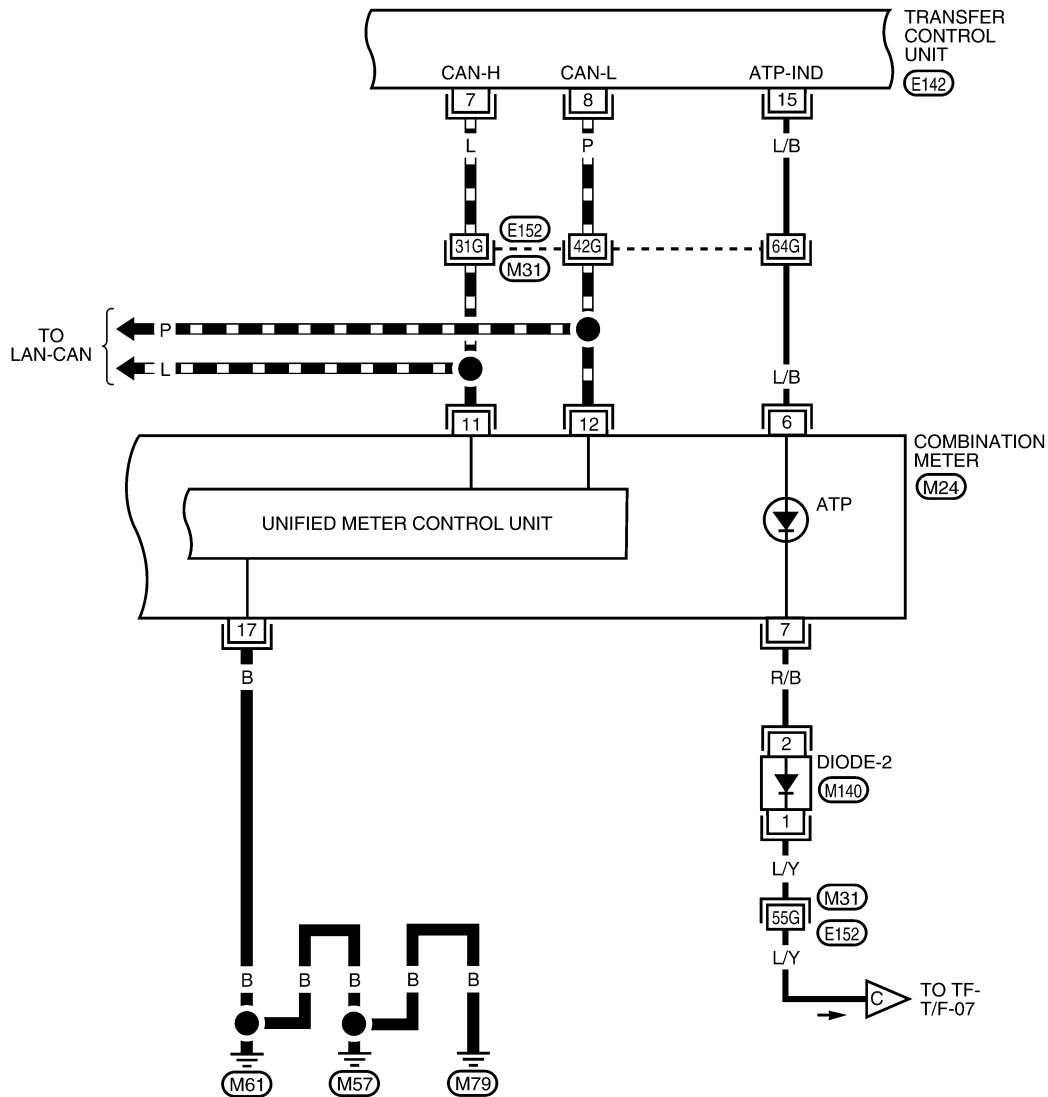 TRANSFER
CONTROL
UNIT
E142
CAN-H
CAN-L
ATP-IND
7
8
15
L
P
L/B
E152
31G
42G
64G
M31
TO
LAN-CAN
P
L
L/B
11
12
6
COMBINATION
METER
M24
UNIFIED METER CONTROL UNIT
ATP
17
7
B
R/B
2
DIODE-2
M140
1
L/Y
M31
55G
E152
L/Y
B
B
B
B
B
C
TO TF-
T/F-07
M61
M57
M79